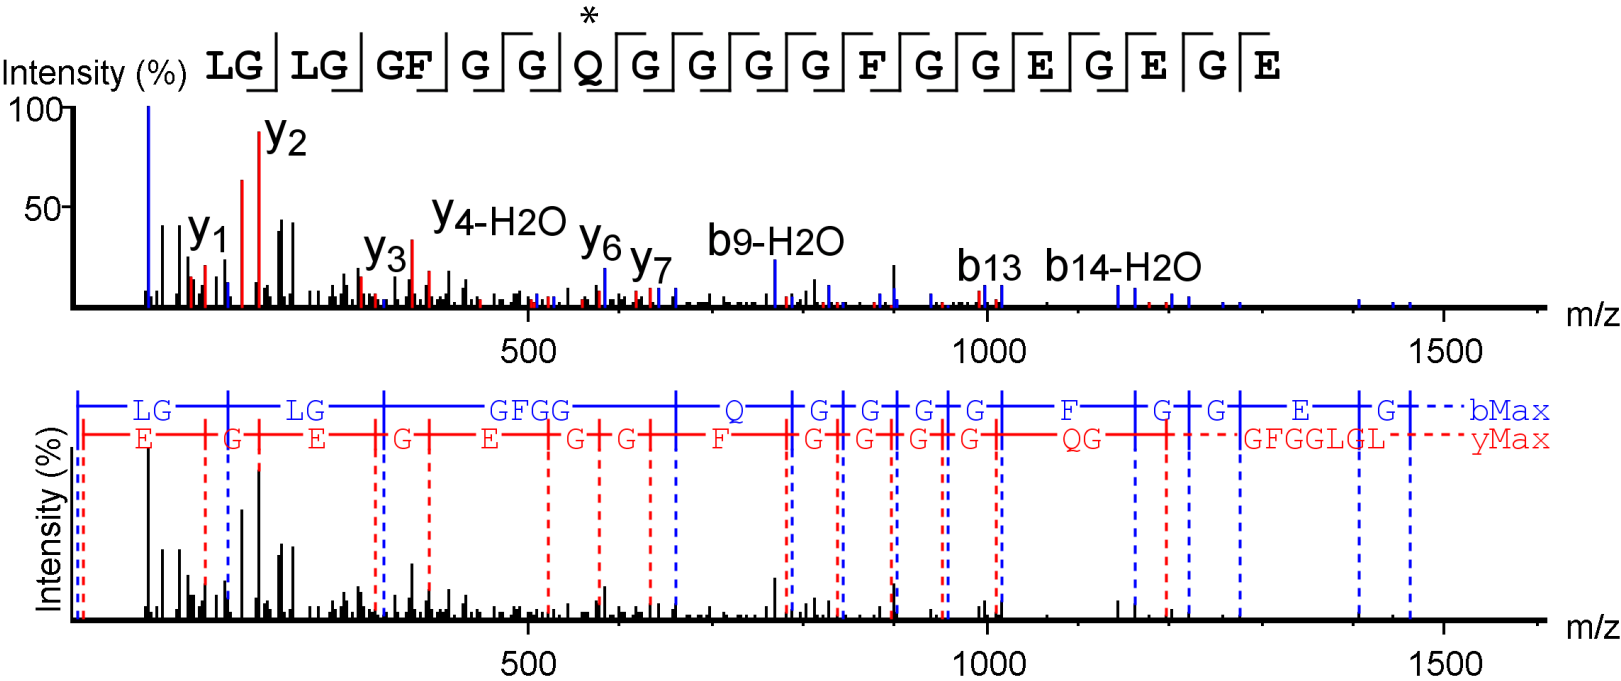 *
Intensity (%) LG LG GF G G Q G G G G F G G E G E G E
100
50
y1 y2 y3 y4-H2O y6 y7 b9-H2O b13 b14-H2O
m/z
500 1000 1500
LG LG GFGG Q G G G G F G G E G bMax
E G E G E G G F G G G G QG GFGGLGL yMax
Intensity (%)
m/z
500 1000 1500